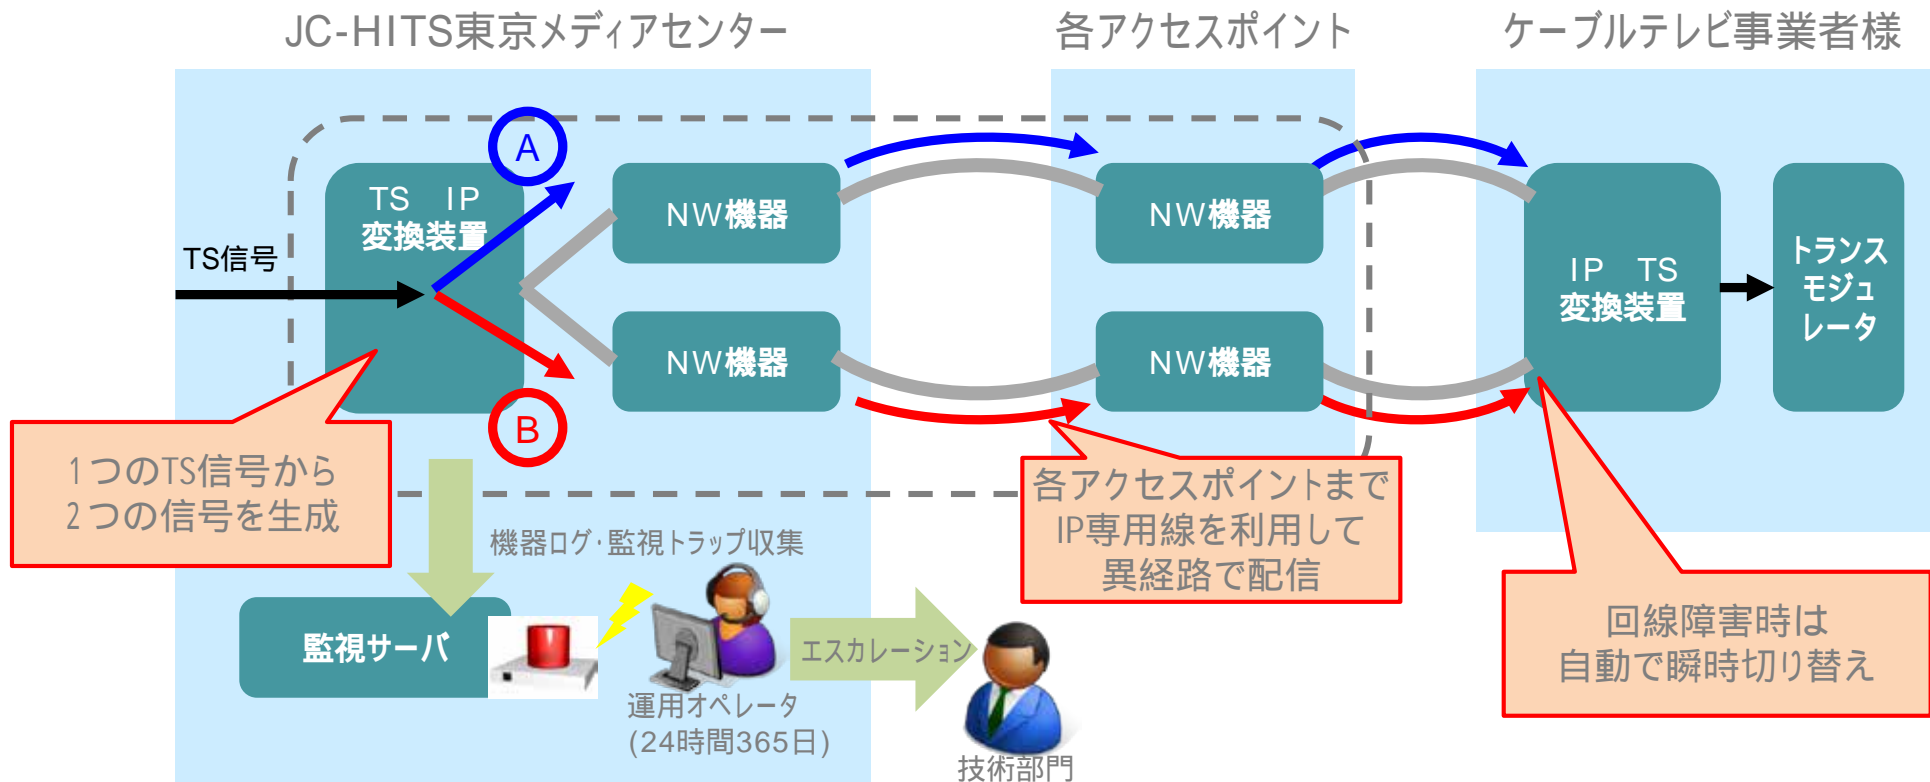 JC-HITS東京メディアセンター
各アクセスポイント
ケーブルテレビ事業者様
A
TS IP
変換装置
NW機器
NW機器
TS信号
IP TS
変換装置
トランス
モジュ
レータ
NW機器
NW機器
B
1つのTS信号から
2つの信号を生成
各アクセスポイントまで
IP専用線を利用して
異経路で配信
機器ログ・監視トラップ収集
回線障害時は
自動で瞬時切り替え
監視サーバ
エスカレーション
運用オペレータ
(24時間365日)
技術部門